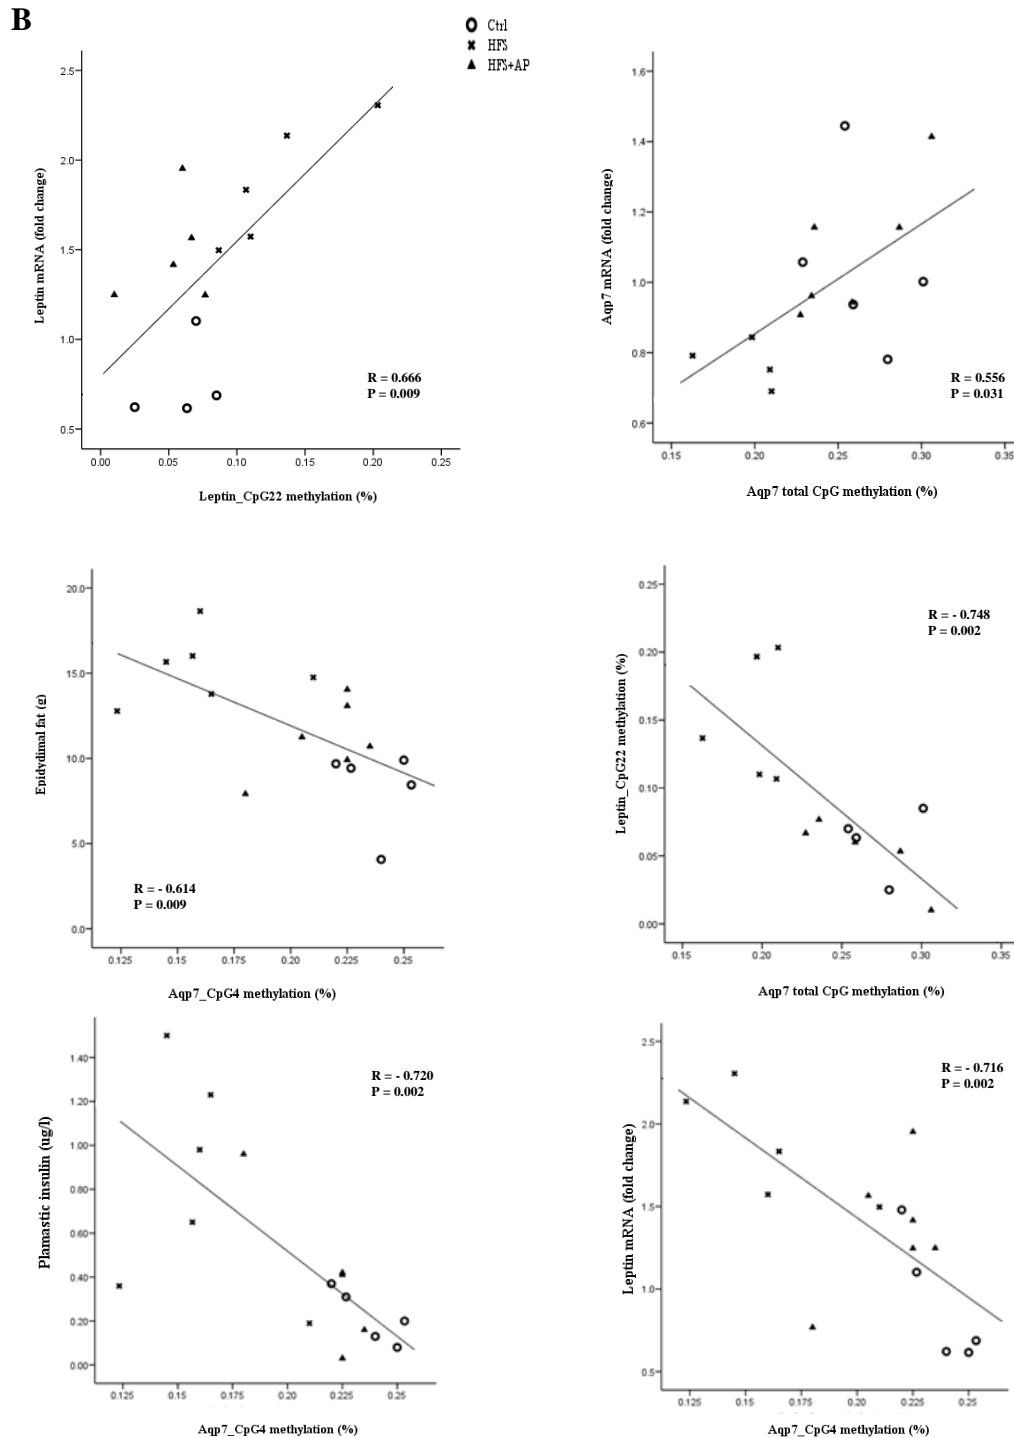 B
Ctrl
HFS
HFS+AP
2.5
2.0
1.5
1.0
0.5
Leptin mRNA (fold change)
R = 0.666
P = 0.009
0.00 0.05 0.10 0.15 0.20 0.25
Leptin_CpG22 methylation (%)
1.6
1.4
1.2
1.0
0.8
0.6
Aqp7 mRNA (fold change)
R = 0.556
P = 0.031
0.15 0.20 0.25 0.30 0.35
Aqp7 total CpG methylation (%)
20.0
15.0
10.0
5.0
0.0
Epidydimal fat (g)
R = - 0.614
P = 0.009
0.125 0.15 0.175 0.20 0.225 0.25
Aqp7_CpG4 methylation (%)
0.25
0.20
0.15
0.10
0.05
0.00
Leptin_CpG22 methylation (%)
R = - 0.748
P = 0.002
0.15 0.20 0.25 0.30 0.35
Aqp7 total CpG methylation (%)
1.40
1.20
1.00
0.80
0.60
0.40
0.20
0.00
Plamastic insulin (ug/l)
R = - 0.720
P = 0.002
0.125 0.15 0.175 0.20 0.225 0.25
Aqp7_CpG4 methylation (%)
2.5
2.0
1.5
1.0
0.5
Leptin mRNA (fold change)
R = - 0.716
P = 0.002
0.125 0.15 0.175 0.20 0.225 0.25
Aqp7_CpG4 methylation (%)